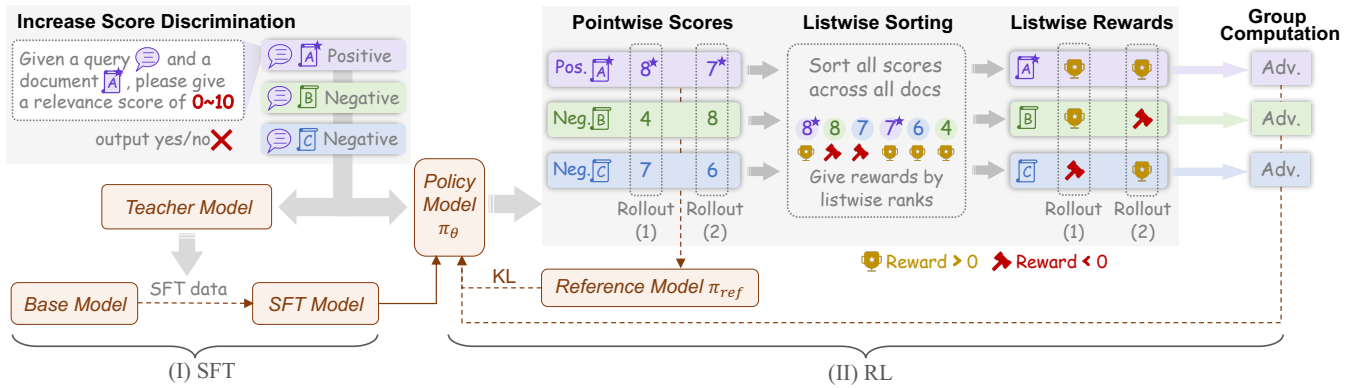 Increase Score Discrimination
Given a query and a
document A, please give
a relevance score of 0~10
output yes/no
A Positive
B Negative
C Negative
Teacher Model
SFT data
Base Model
SFT Model
(I) SFT
Policy
Model
π_θ
Pointwise Scores
Pos. A 8 7
Neg. B 4 8
Neg. C 7 6
Rollout
(1)
Rollout
(2)
Listwise Sorting
Sort all scores
across all docs
8 8 7 7 6 4
Give rewards by
listwise ranks
Listwise Rewards
A
B
C
Rollout
(1)
Rollout
(2)
Reward > 0
Reward < 0
Group
Computation
Adv.
Adv.
Adv.
KL
Reference Model π_ref
(II) RL